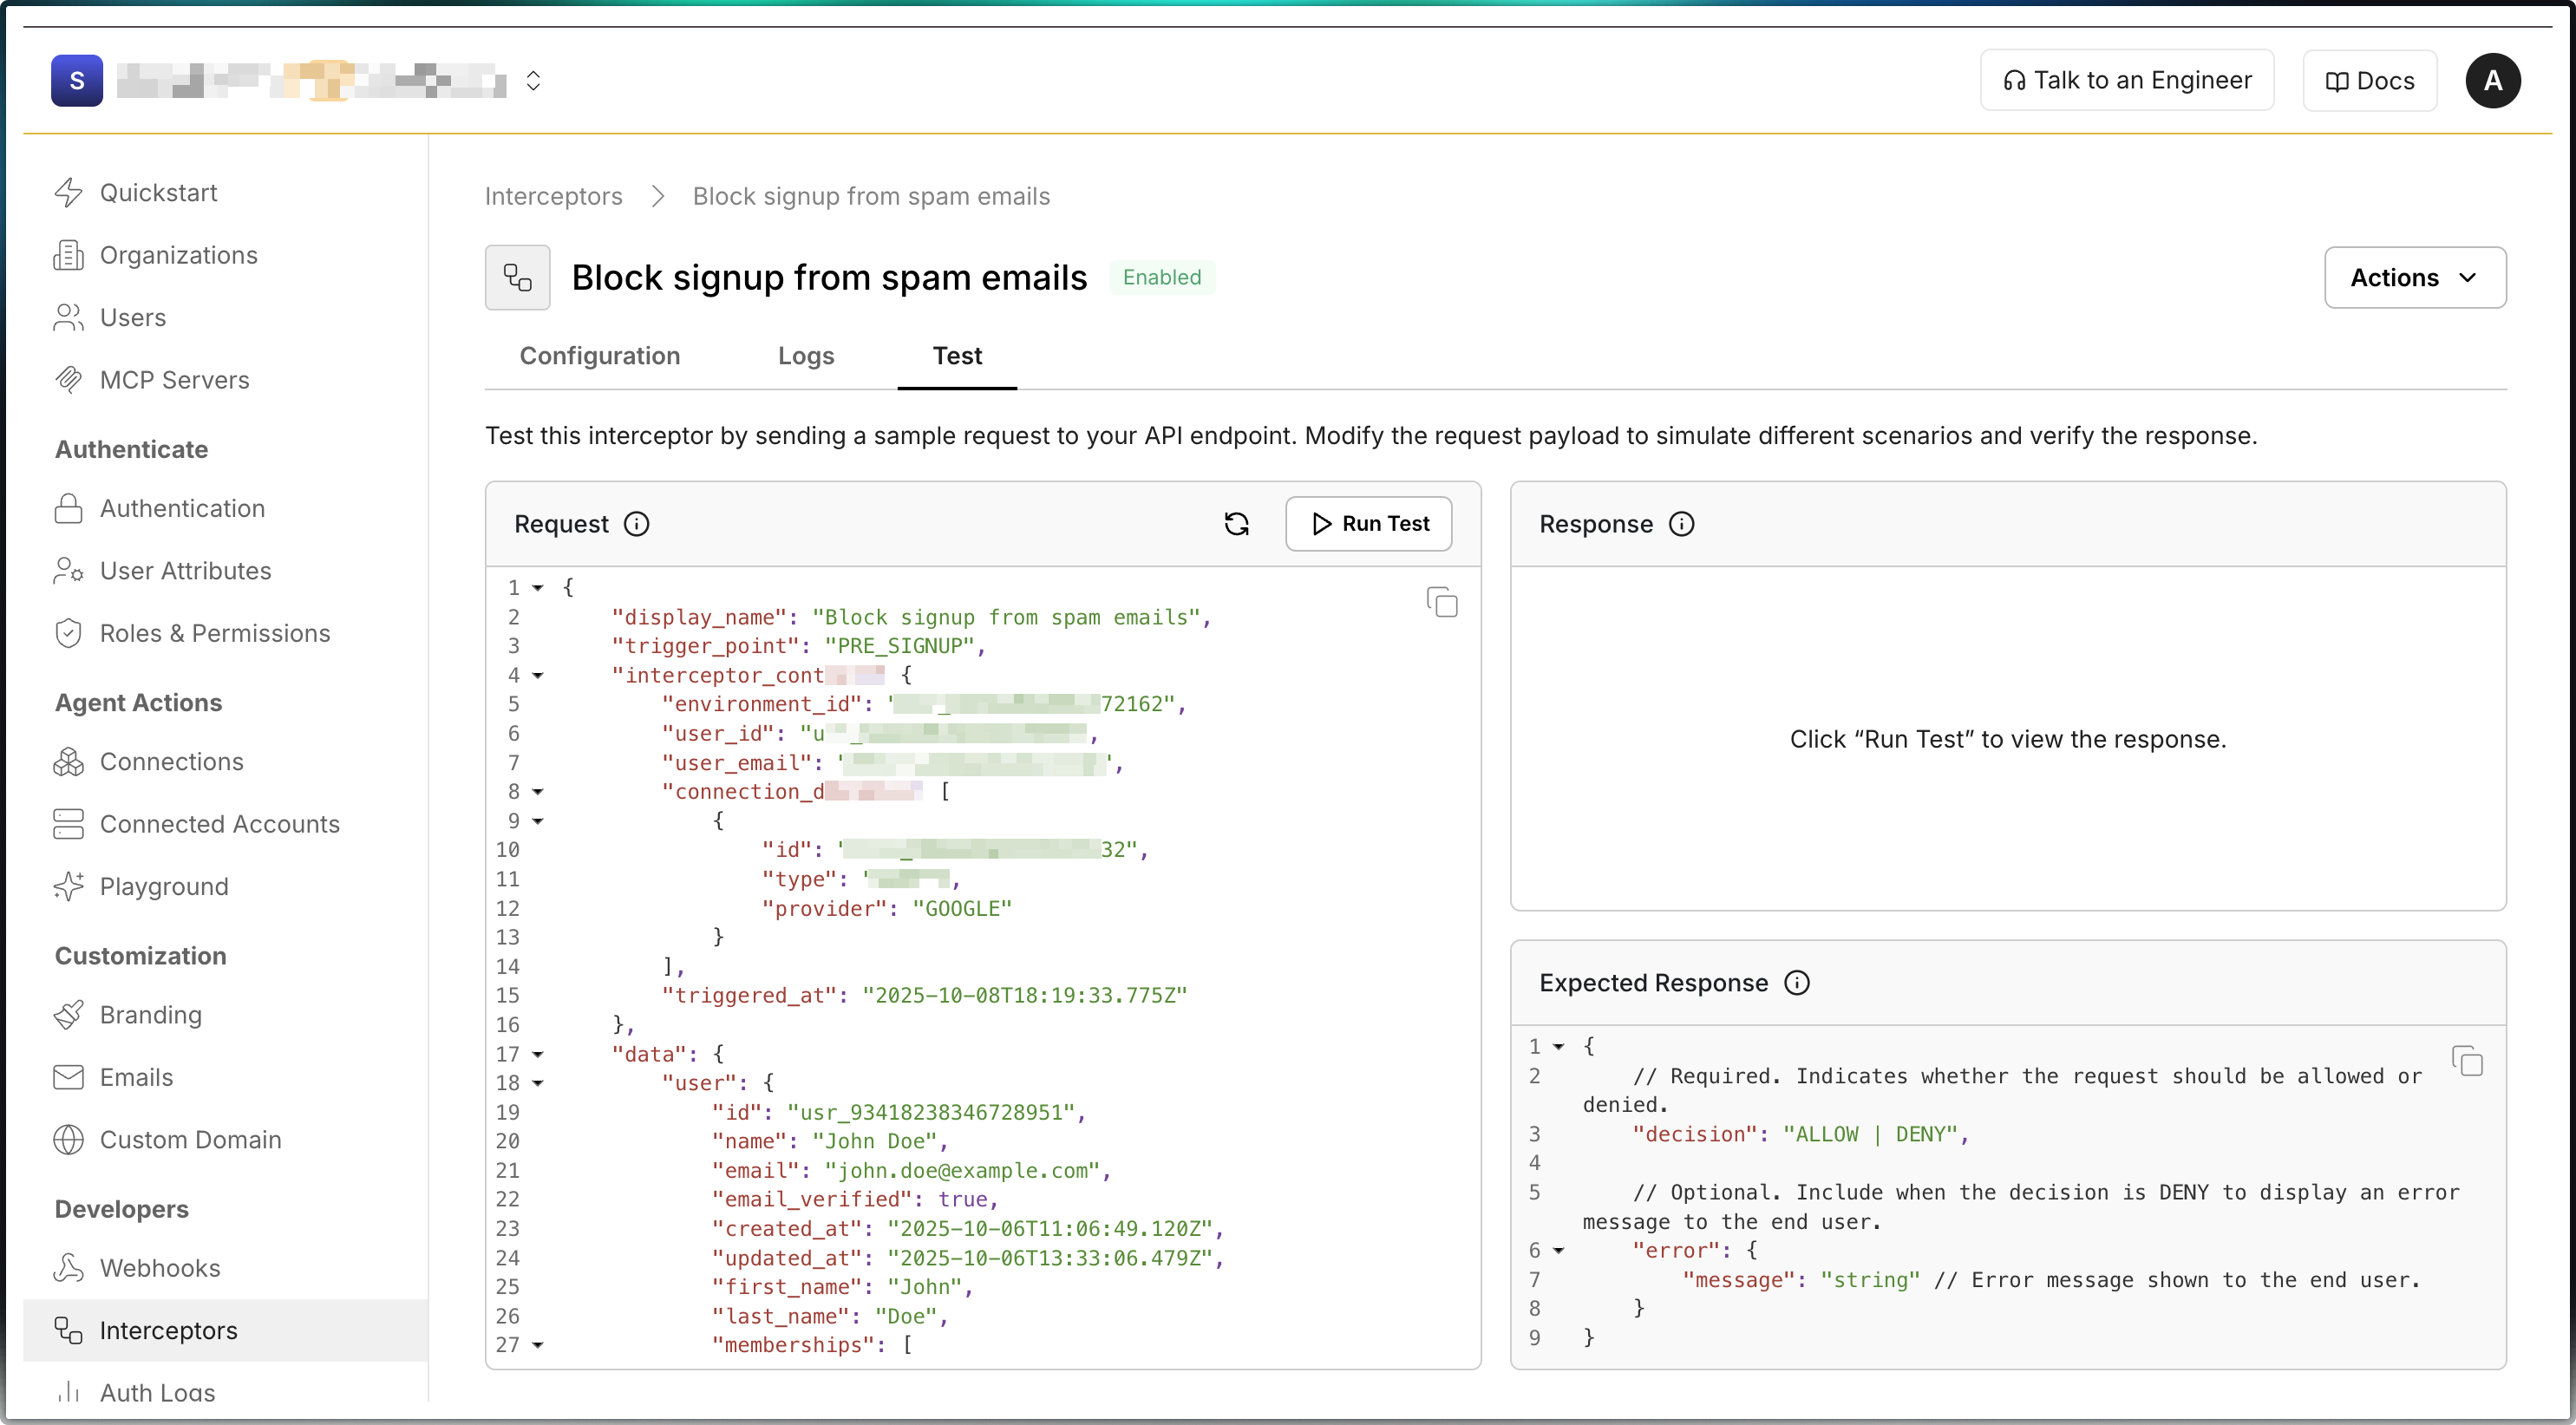 S
Talk to an Engineer
Docs
A
Quickstart
Organizations
Users
MCP Servers
Authenticate
Authentication
User Attributes
Roles & Permissions
Agent Actions
Connections
Connected Accounts
Playground
Customization
Branding
Emails
Custom Domain
Developers
Webhooks
Interceptors
Auth Logs
Interceptors > Block signup from spam emails
Block signup from spam emails
Enabled
Actions
Configuration
Logs
Test
Test this interceptor by sending a sample request to your API endpoint. Modify the request payload to simulate different scenarios and verify the response.
Request
Run Test
1 {
2 "display_name": "Block signup from spam emails",
3 "trigger_point": "PRE_SIGNUP",
4 "interceptor_cont {
5 "environment_id": "72162",
6 "user_id": "u_,
7 "user_email": ",
8 "connection_d [
9 {
10 "id": "_32",
11 "type": ",
12 "provider": "GOOGLE"
13 }
14 ],
15 "triggered_at": "2025-10-08T18:19:33.775Z"
16 },
17 "data": {
18 "user": {
19 "id": "usr_93418238346728951",
20 "name": "John Doe",
21 "email": "john.doe@example.com",
22 "email_verified": true,
23 "created_at": "2025-10-06T11:06:49.120Z",
24 "updated_at": "2025-10-06T13:33:06.479Z",
25 "first_name": "John",
26 "last_name": "Doe",
27 "memberships": [
Response
Click “Run Test” to view the response.
Expected Response
1 {
2 // Required. Indicates whether the request should be allowed or
denied.
3 "decision": "ALLOW | DENY",
4
5 // Optional. Include when the decision is DENY to display an error
message to the end user.
6 "error": {
7 "message": "string" // Error message shown to the end user.
8 }
9 }